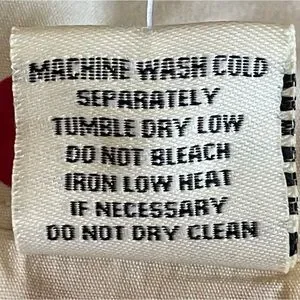 MACHINE WASH COLD
SEPARATELY
TUMBLE DRY LOW
DO NOT BLEACH
IRON LOW HEAT
IF NECESSARY
DO NOT DRY CLEAN